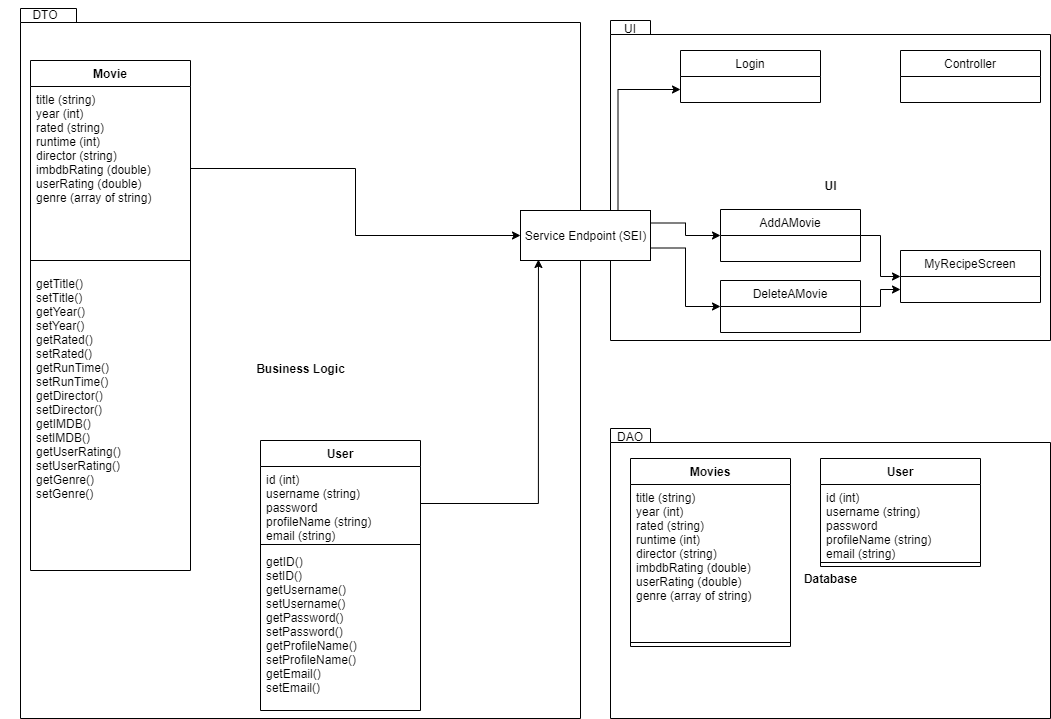 DTO
Movie
title (string)
year (int)
rated (string)
runtime (int)
director (string)
imbdbRating (double)
userRating (double)
genre (array of string)
getTitle()
setTitle()
getYear()
setYear()
getRated()
setRated()
getRunTime()
setRunTime()
getDirector()
setDirector()
getIMDB()
setIMDB()
getUserRating()
setUserRating()
getGenre()
setGenre()
Business Logic
User
id (int)
username (string)
password
profileName (string)
email (string)
getID()
setID()
getUsername()
setUsername()
getPassword()
setPassword()
getProfileName()
setProfileName()
getEmail()
setEmail()
Service Endpoint (SEI)
UI
Login
Controller
UI
AddAMovie
MyRecipeScreen
DeleteAMovie
DAO
Movies
title (string)
year (int)
rated (string)
runtime (int)
director (string)
imbdbRating (double)
userRating (double)
genre (array of string)
User
id (int)
username (string)
password
profileName (string)
email (string)
Database